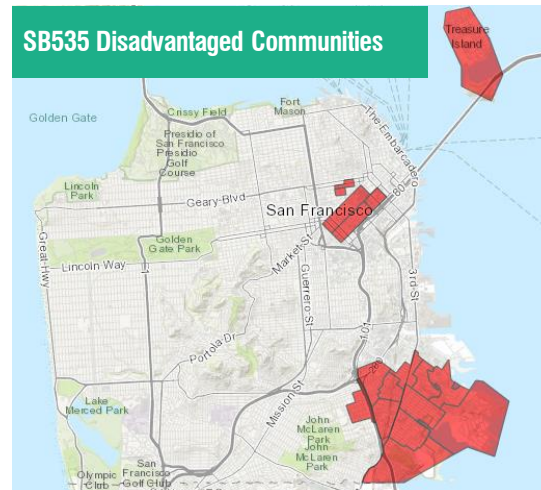 SB535 Disadvantaged Communities
Treasure
Island
Golden Gate
Crissy Field
Fort
Mason
The Embarcadero
Presidio of
San Francisco
Presidio
Golf
Course
Lincoln
Park
Geary Blvd
80
San Francisco
Golden
Gate Park
Market St
Great Hwy
Lincoln Way
1
Guerrero St
3rd St
101
Portola Dr
Mission St
Lake
Merced Park
John
McLaren
Park
John
McLaren
Park
San
Francisco
Golf Club
Olympic
Club